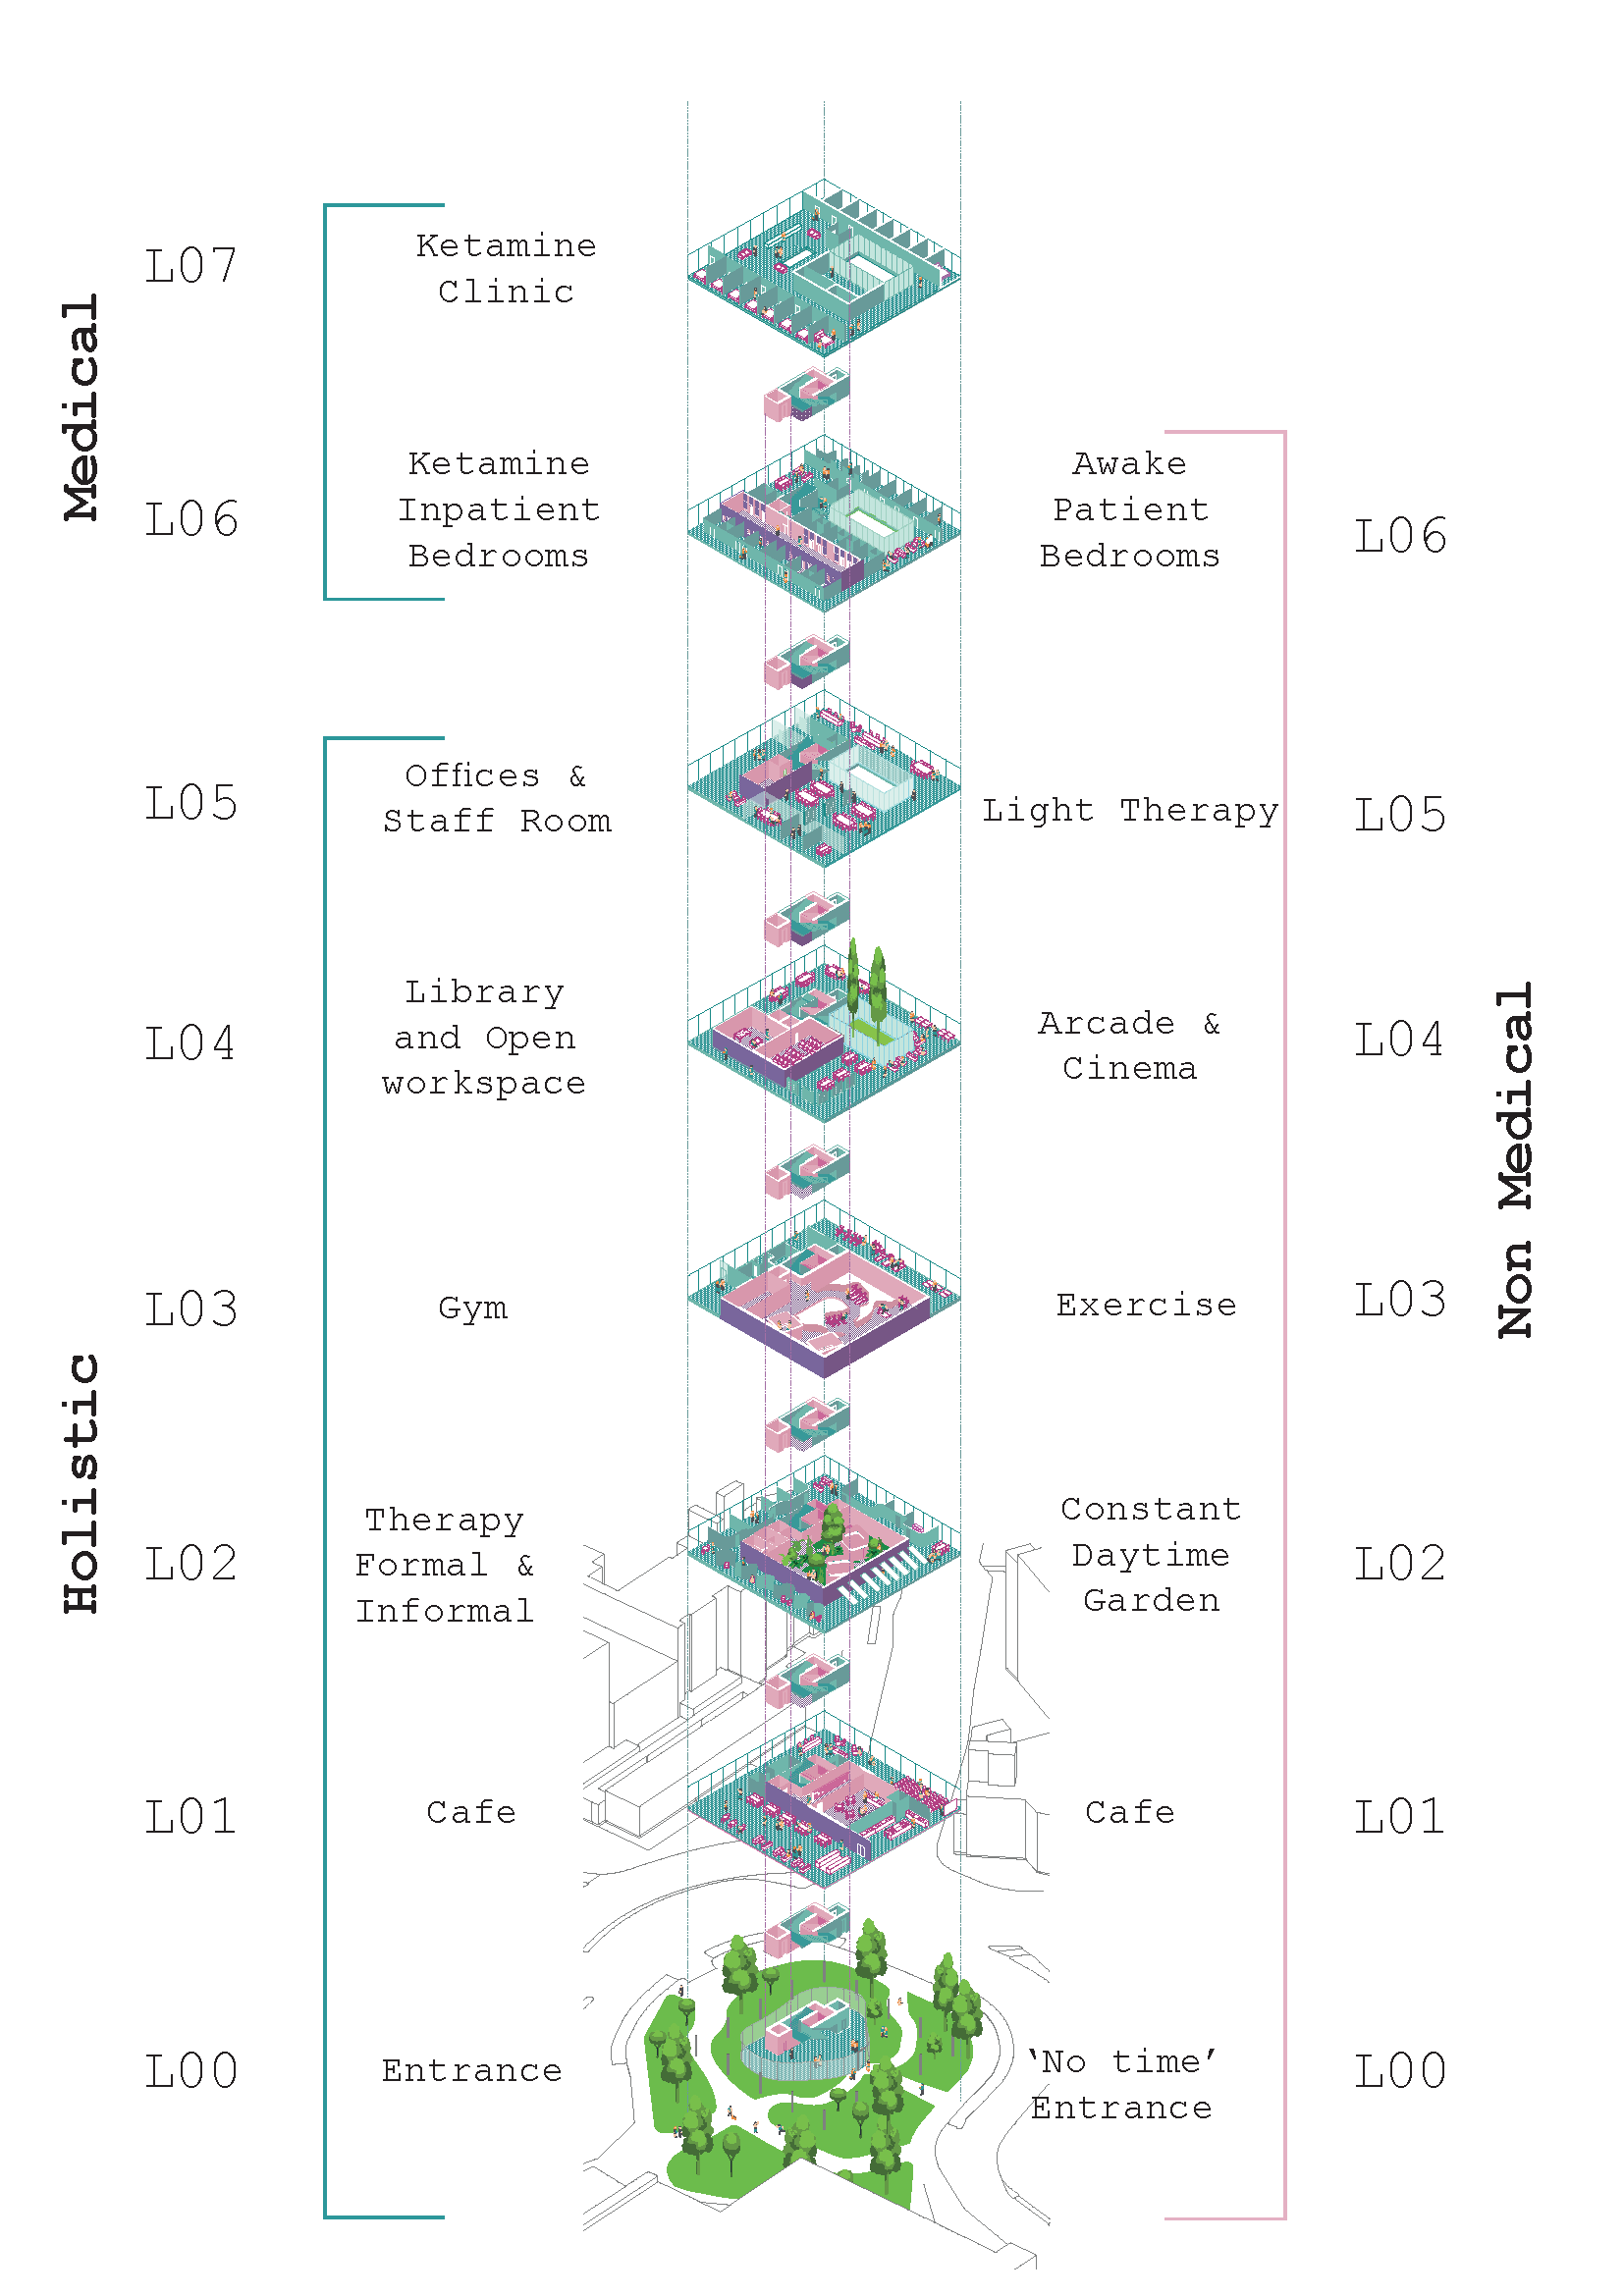 Medical
L07
Ketamine
Clinic
L06
Ketamine
Inpatient
Bedrooms
Holistic
L05
Offices &
Staff Room
L04
Library
and Open
workspace
L03
Gym
L02
Therapy
Formal &
Informal
L01
Cafe
L00
Entrance
Non Medical
Awake
Patient
Bedrooms
L06
Light Therapy
L05
Arcade &
Cinema
L04
Exercise
L03
Constant
Daytime
Garden
L02
Cafe
L01
‘No time’
Entrance
L00